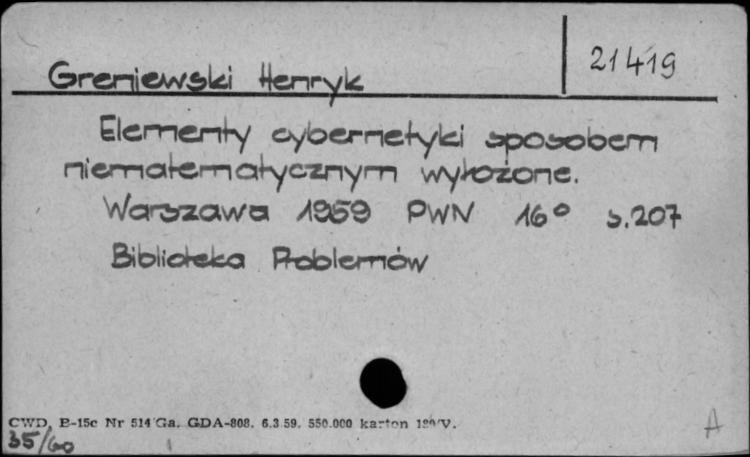 Greniewski Henryk
21419
Elementy cybernetyki sposobem
niematematycznym wyłożone.
Warszawa 1959 PWN 16° s.207
Biblioteka Problemów
CWD, B-15c Nr 514 Ga. GDA-808. 6.3.59. 550.000 karton
35/60
A